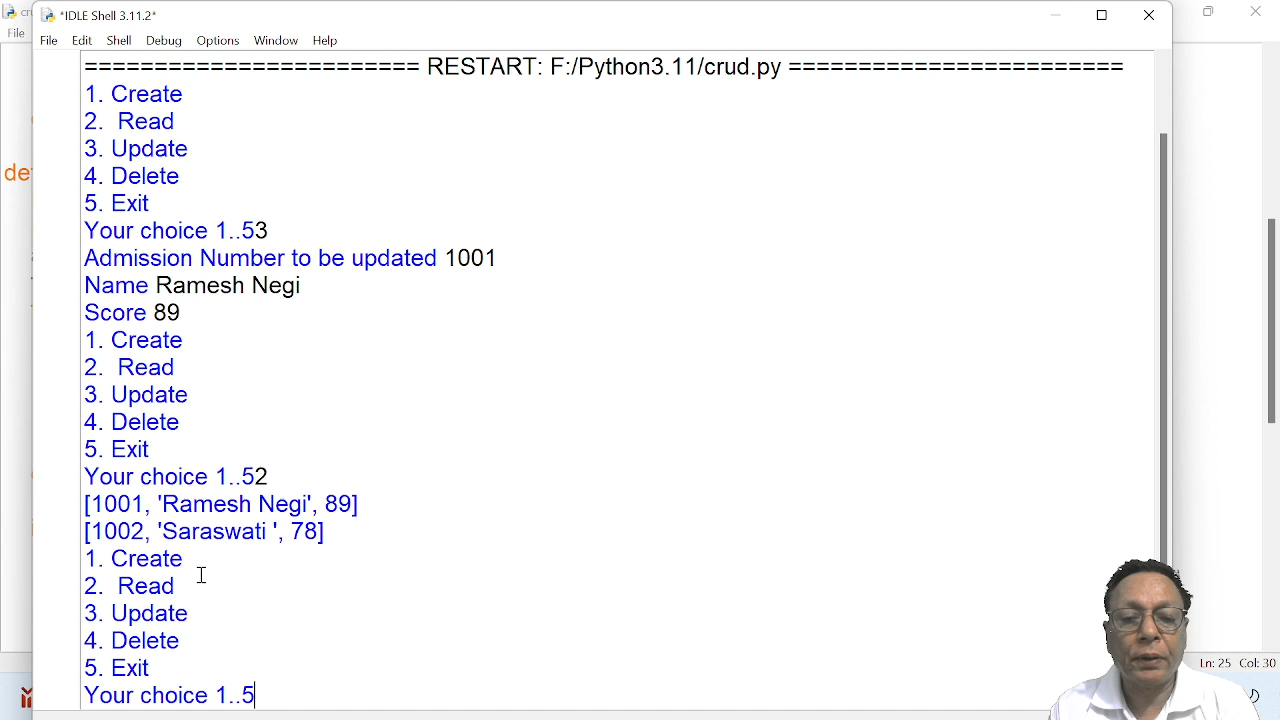 *IDLE Shell 3.11.2*
File Edit Shell Debug Options Window Help
File
======================== RESTART: F:/Python3.11/crud.py ========================
1. Create
2.  Read
3. Update
4. Delete
5. Exit
Your choice 1..53
Admission Number to be updated 1001
Name Ramesh Negi
Score 89
1. Create
2.  Read
3. Update
4. Delete
5. Exit
Your choice 1..52
[1001, 'Ramesh Negi', 89]
[1002, 'Saraswati ', 78]
1. Create
2.  Read
3. Update
4. Delete
5. Exit
Your choice 1..5
Ln: 25 Col: 30